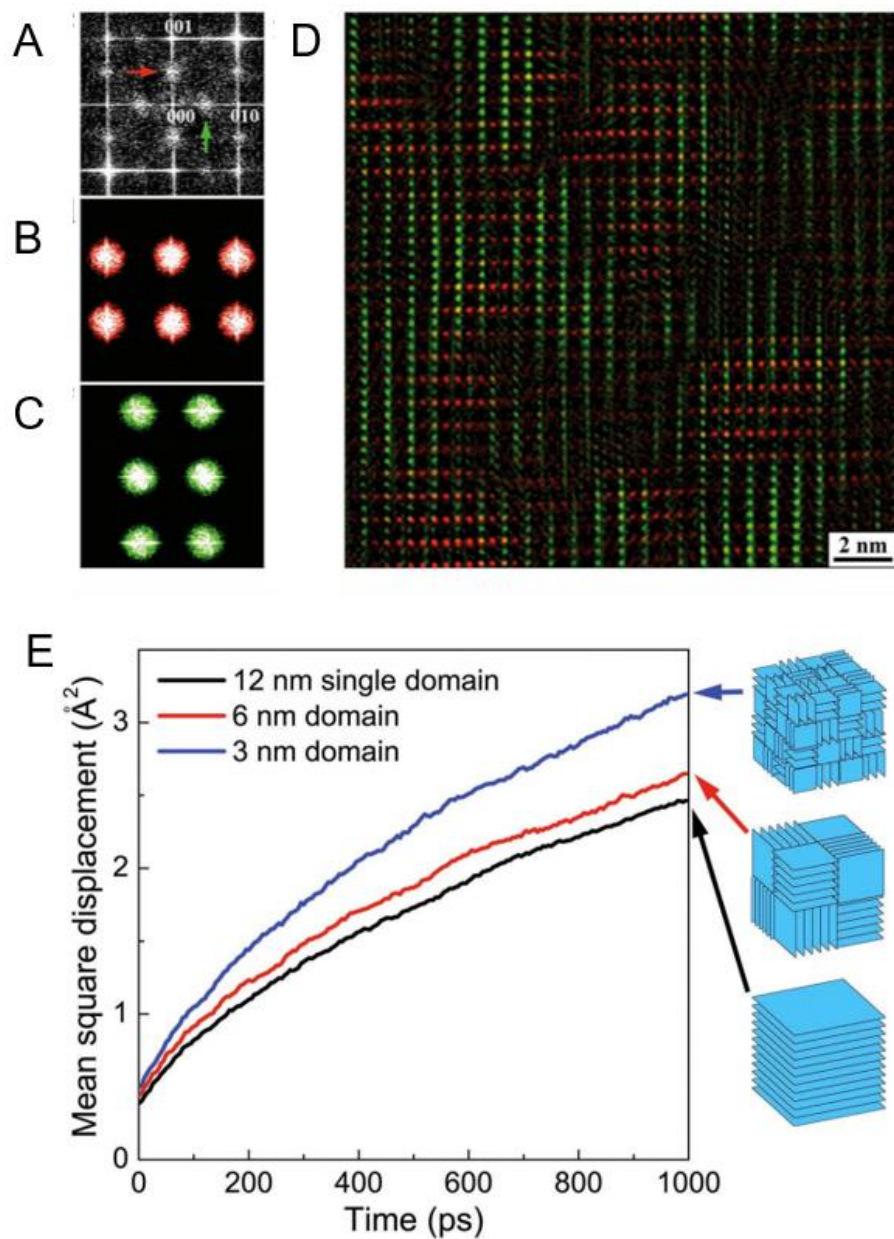 A
001
000
010
B
C
D
2 nm
E
12 nm single domain
6 nm domain
3 nm domain
Mean square displacement (Å²)
3
2
1
0
0
200
400
600
800
1000
Time (ps)